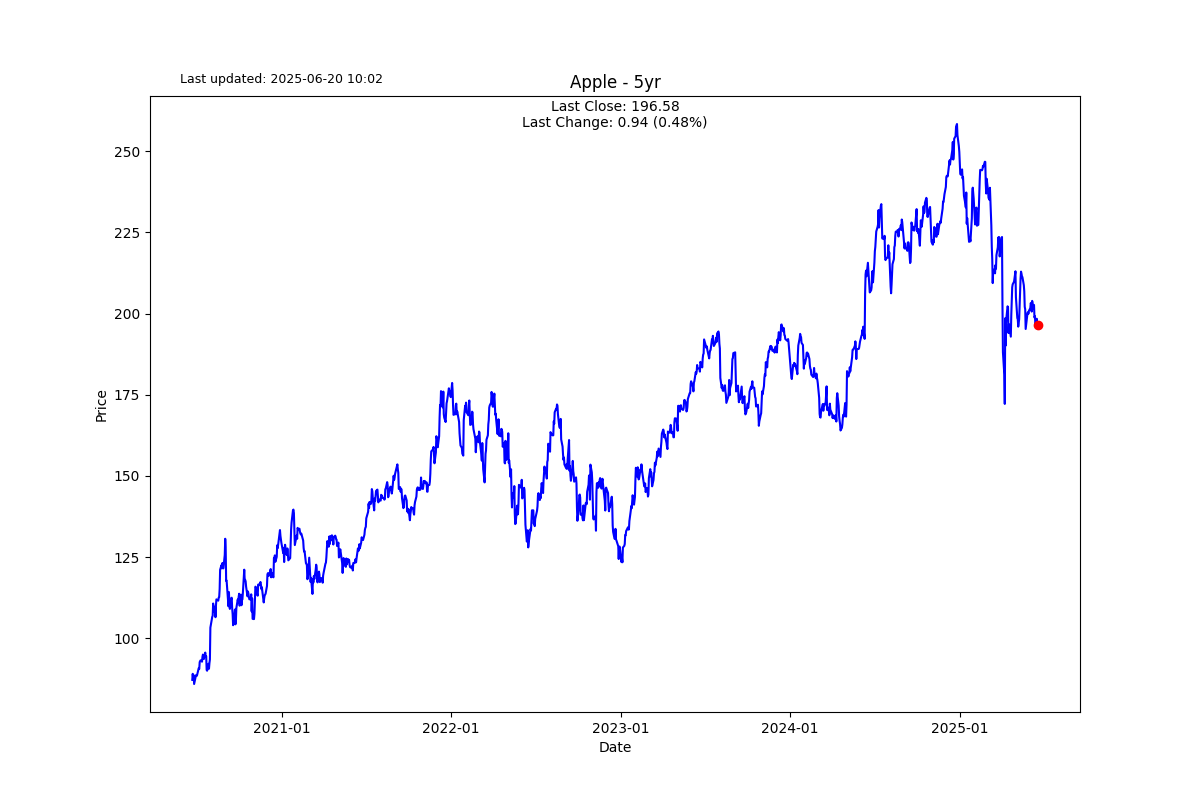 Last updated: 2025-06-20 10:02
Apple - 5yr
Last Close: 196.58
Last Change: 0.94 (0.48%)
250
225
200
175
150
125
100
Price
2021-01
2022-01
2023-01
2024-01
2025-01
Date